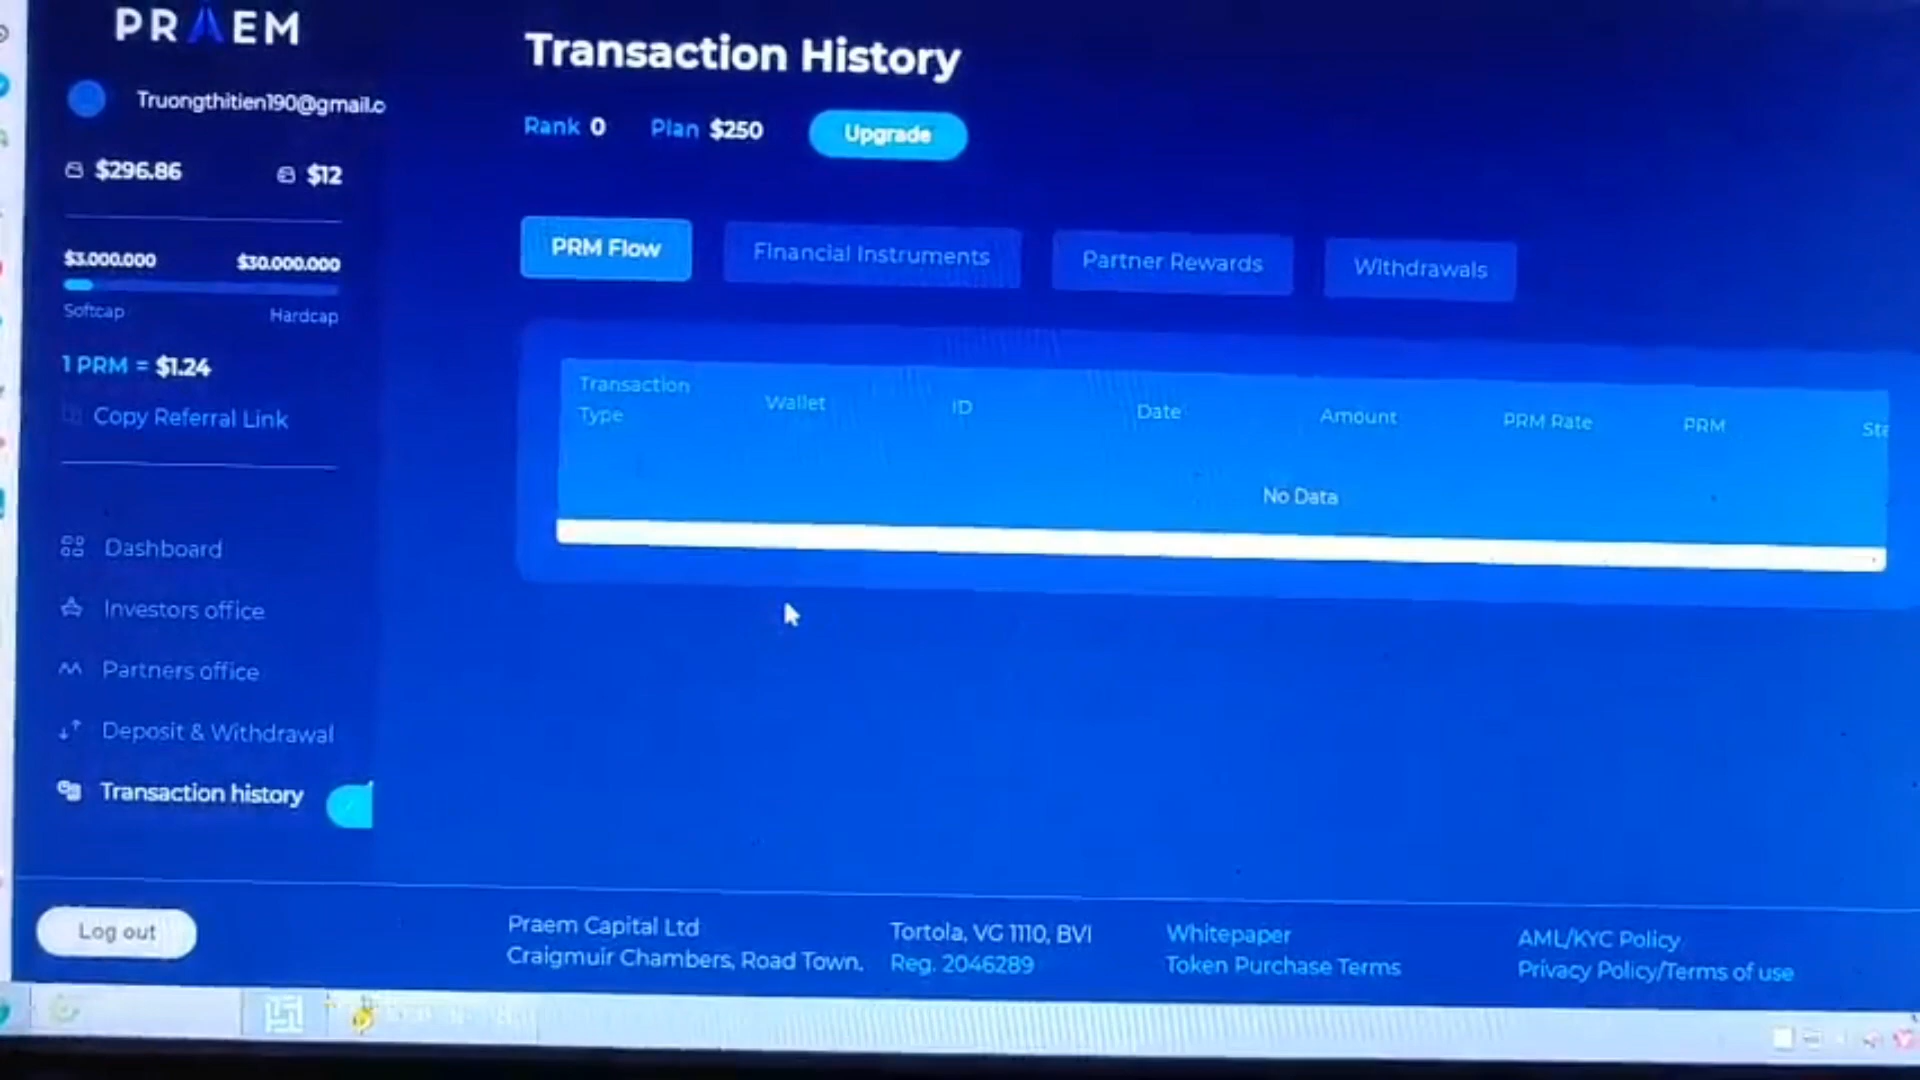 PRAEM
Truongthitien190@gmail.c
$296.86
$12
$3.000.000
$30.000.000
Softcap
Hardcap
1 PRM = $1.24
Copy Referral Link
Dashboard
Investors office
Partners office
Deposit & Withdrawal
Transaction history
Log out
Transaction History
Rank 0
Plan $250
Upgrade
PRM Flow
Financial Instruments
Partner Rewards
Withdrawals
Transaction
Type
Wallet
ID
Date
Amount
PRM Rate
PRM
Sta
No Data
Praem Capital Ltd
Craigmuir Chambers, Road Town,
Tortola, VG 1110, BVI
Reg. 2046289
Whitepaper
Token Purchase Terms
AML/KYC Policy
Privacy Policy/Terms of use